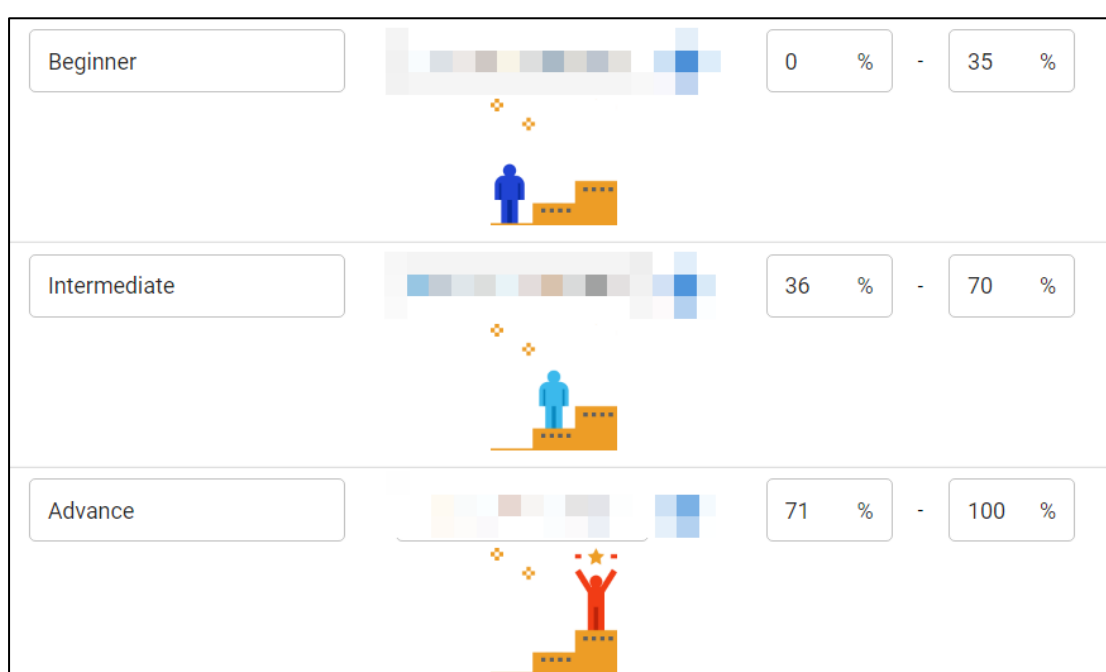 Beginner 0 % - 35 %
Intermediate 36 % - 70 %
Advance 71 % - 100 %